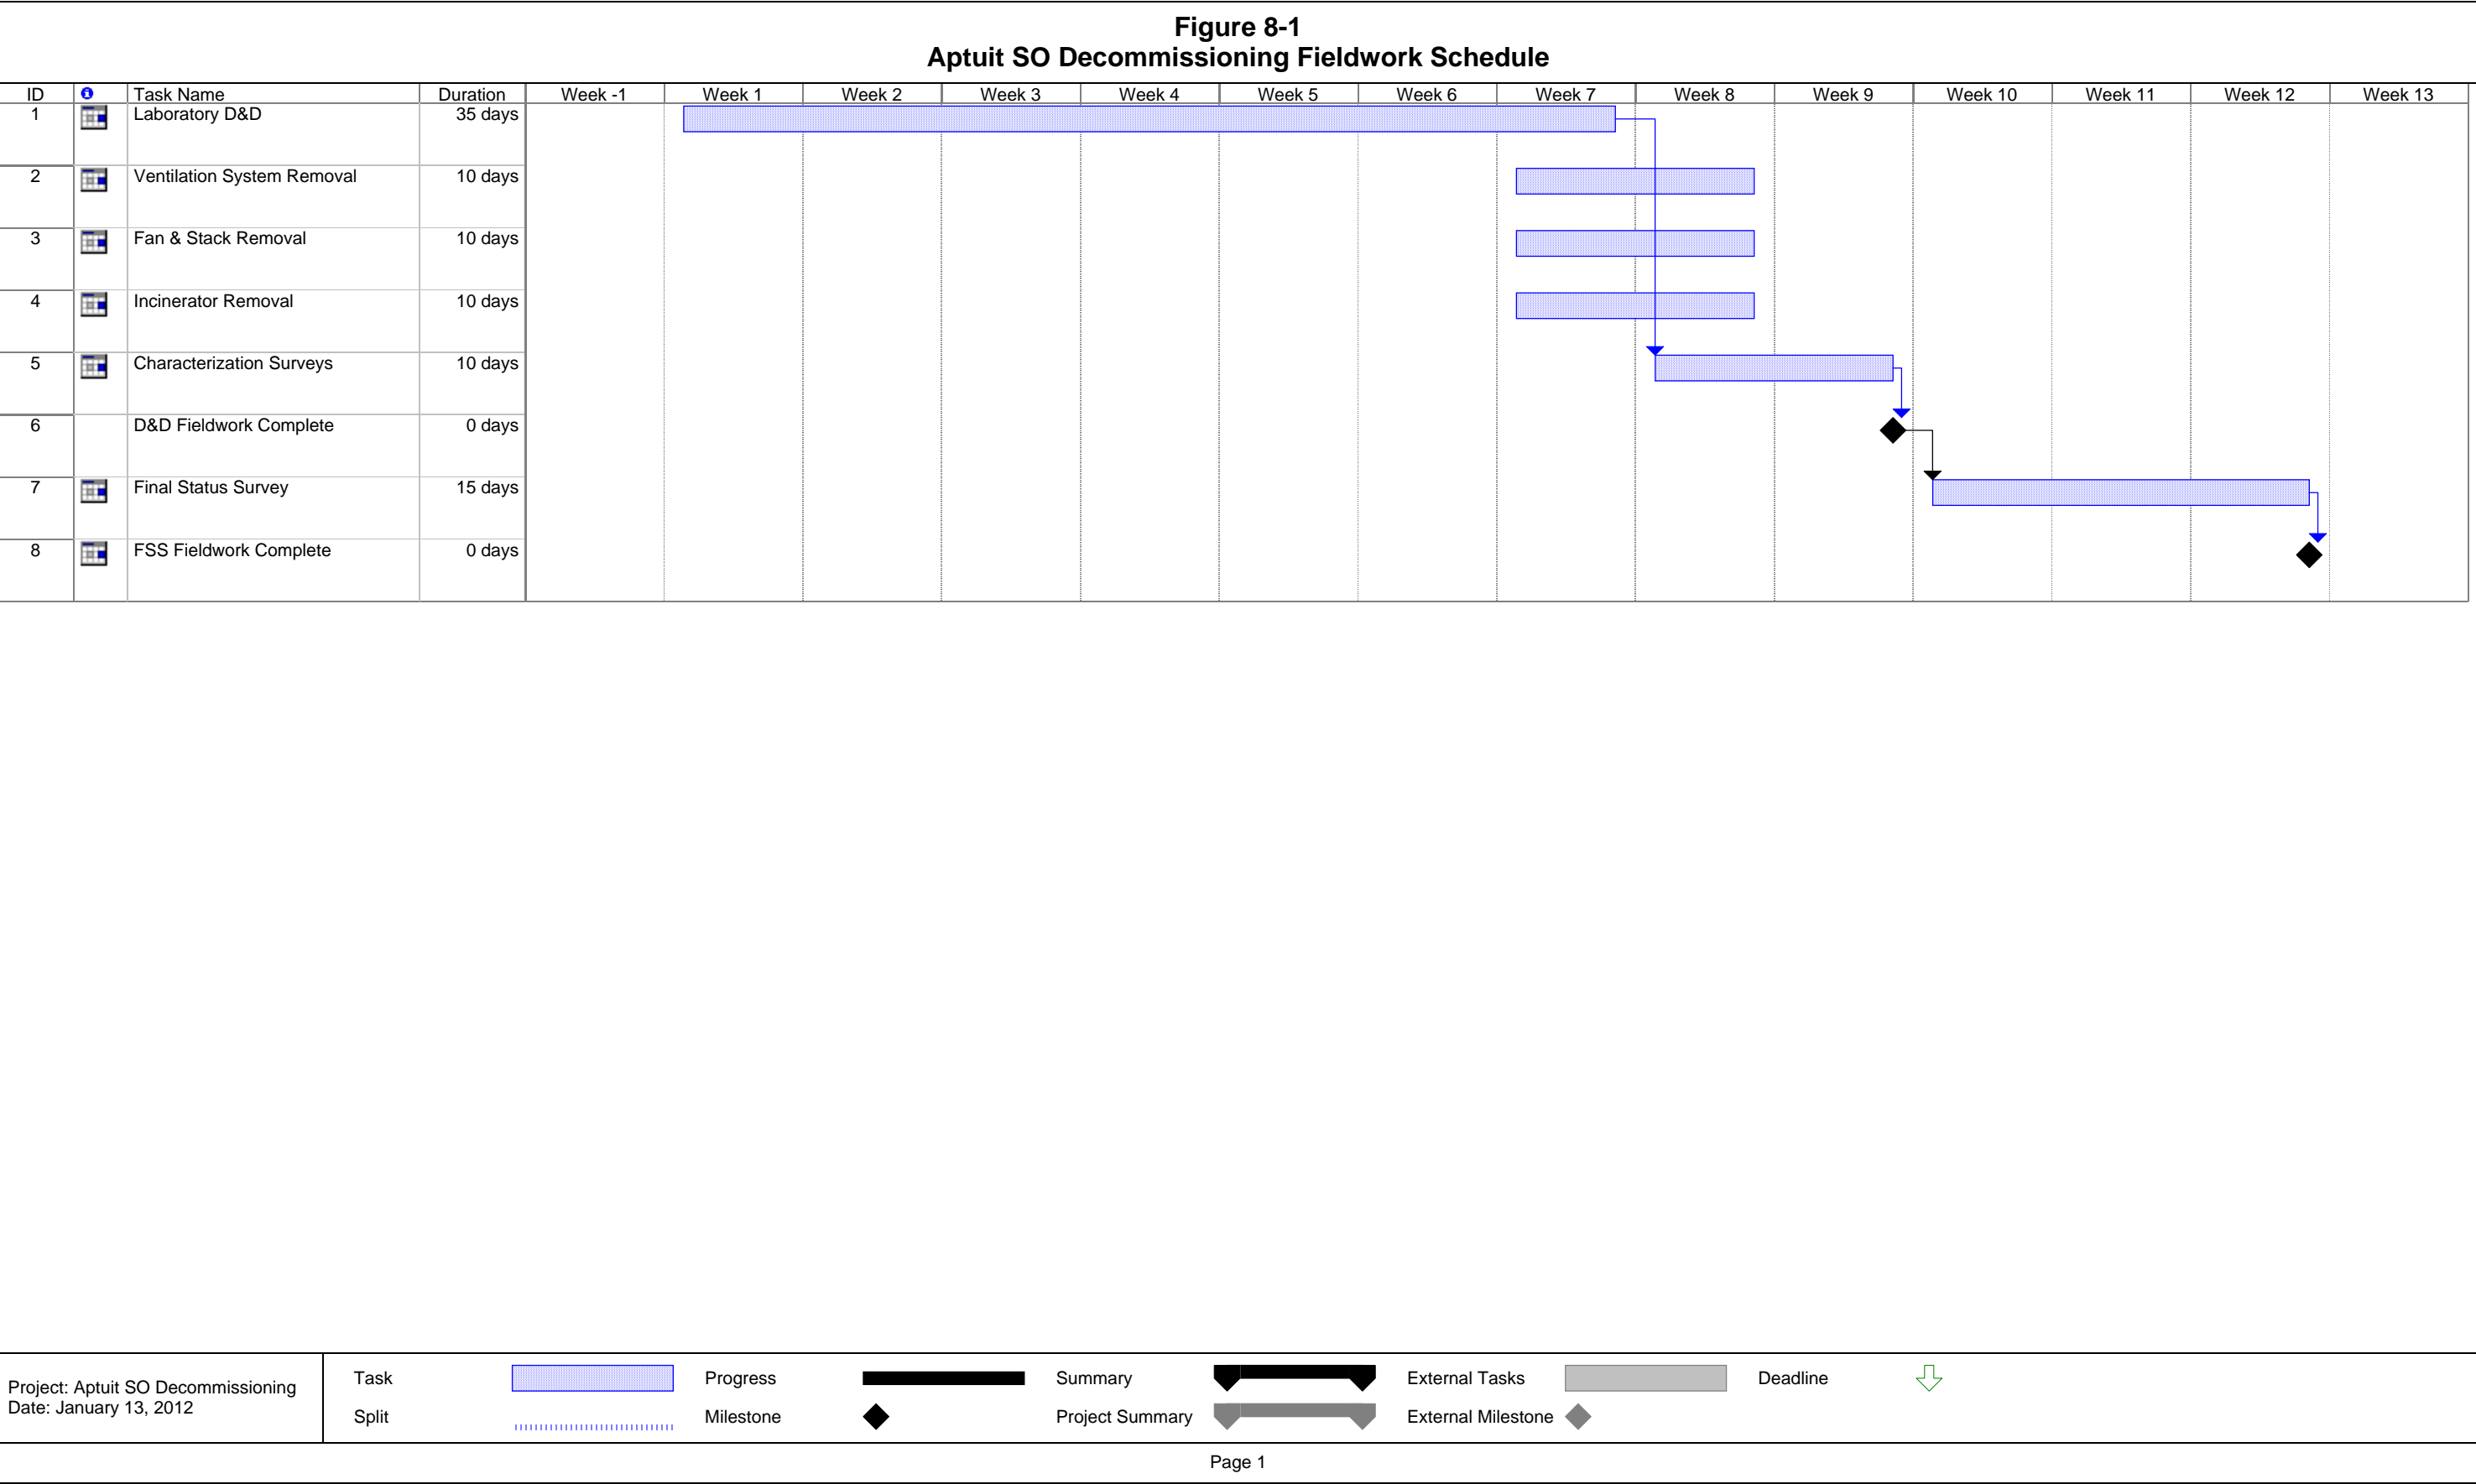 Figure 8-1
Aptuit SO Decommissioning Fieldwork Schedule
ID Task Name Duration Week -1 Week 1 Week 2 Week 3 Week 4 Week 5 Week 6 Week 7 Week 8 Week 9 Week 10 Week 11 Week 12 Week 13
1 Laboratory D&D 35 days
2 Ventilation System Removal 10 days
3 Fan & Stack Removal 10 days
4 Incinerator Removal 10 days
5 Characterization Surveys 10 days
6 D&D Fieldwork Complete 0 days
7 Final Status Survey 15 days
8 FSS Fieldwork Complete 0 days
Project: Aptuit SO Decommissioning
Date: January 13, 2012
Task Progress Summary External Tasks Deadline
Split Milestone Project Summary External Milestone
Page 1